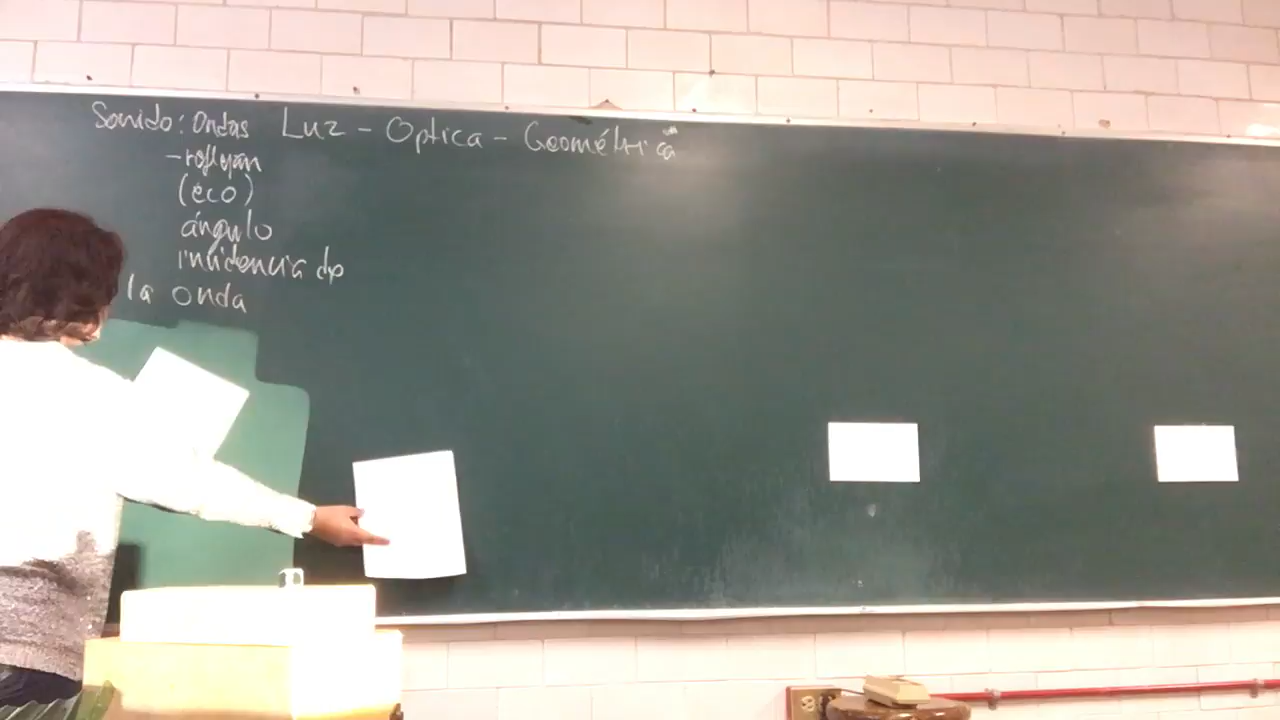 Sonido: Ondas Luz - Optica - Geométrica
- reflejan
(eco)
ángulo
incidencia de
la onda